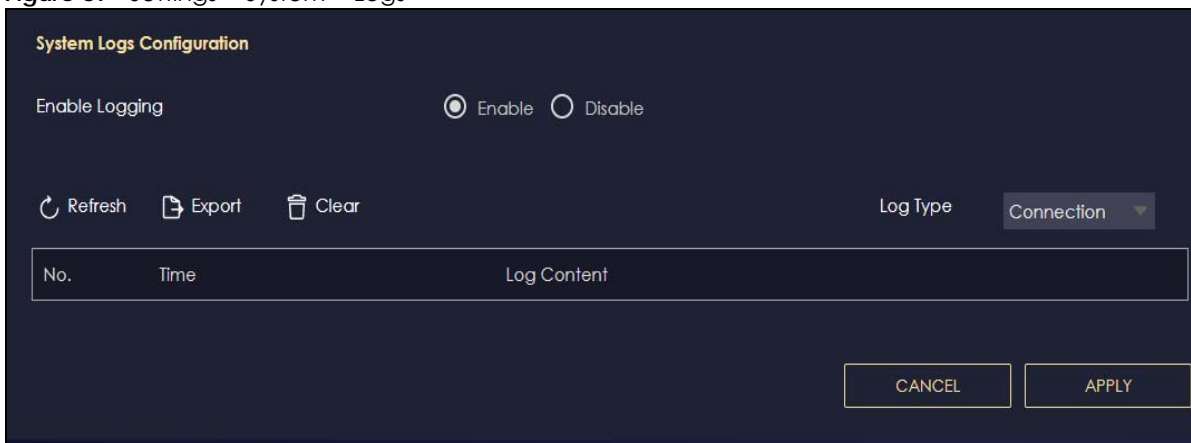 System Logs Configuration
Enable Logging Enable Disable
Refresh Export Clear Log Type Connection
No. Time Log Content
CANCEL APPLY